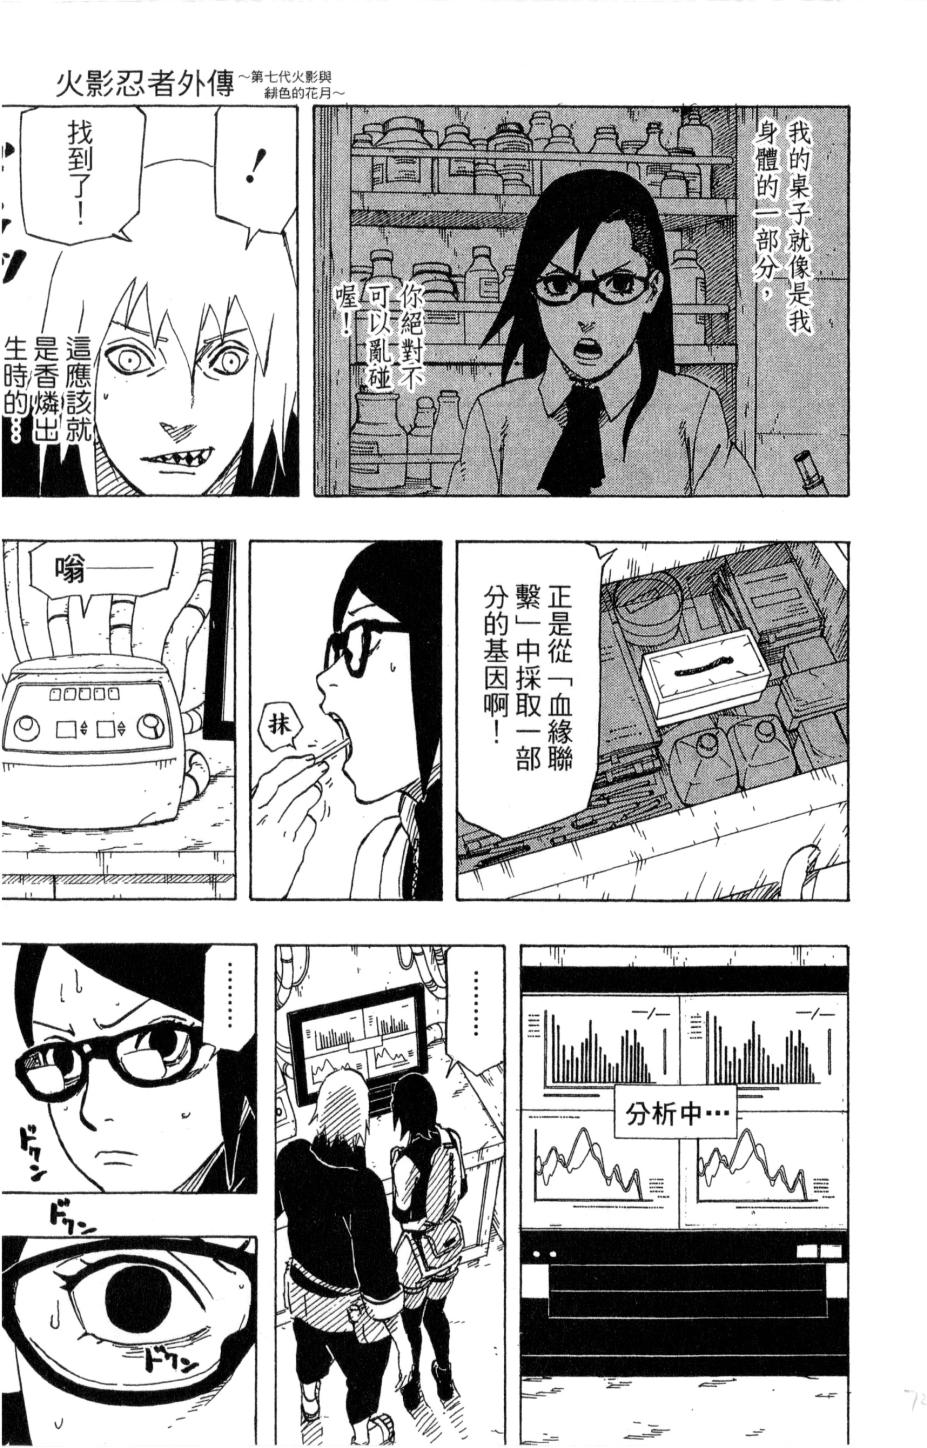 火影忍者外傳
~第七代火影與
緋色的花月~
我的桌子就像是我
身體的一部分，
你絕對不
可以亂碰
喔！
！
找
到
了！
這應該就
是香燐出
生時的…
正是從「血緣聯
繫」中採取一部
分的基因啊！
抹
嗡——
分析中…
………
………
ドクン
ドクン
ドクン